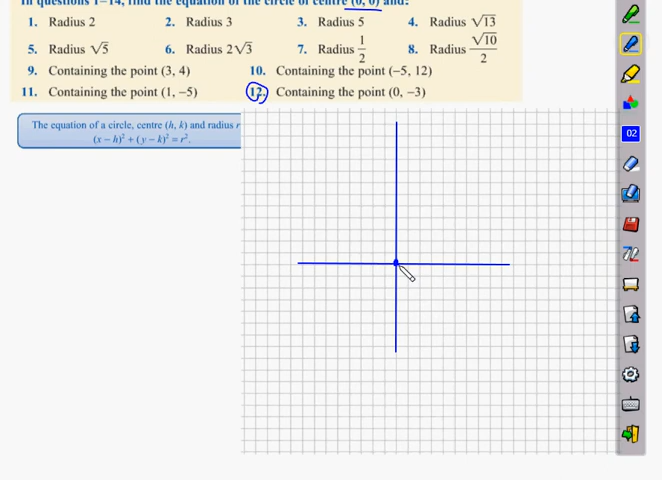 In questions 1–14, find the equation of the circle of centre (0, 0) and:
1. Radius 2 2. Radius 3 3. Radius 5 4. Radius √13
5. Radius √5 6. Radius 2√3 7. Radius 1/2 8. Radius √10/2
9. Containing the point (3, 4) 10. Containing the point (−5, 12)
11. Containing the point (1, −5) 12. Containing the point (0, −3)
The equation of a circle, centre (h, k) and radius r
(x − h)² + (y − k)² = r².
02